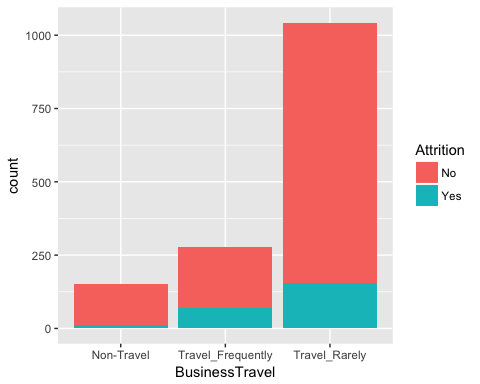 1000
750
500
250
0
count
Non-Travel
Travel_Frequently
Travel_Rarely
BusinessTravel
Attrition
No
Yes